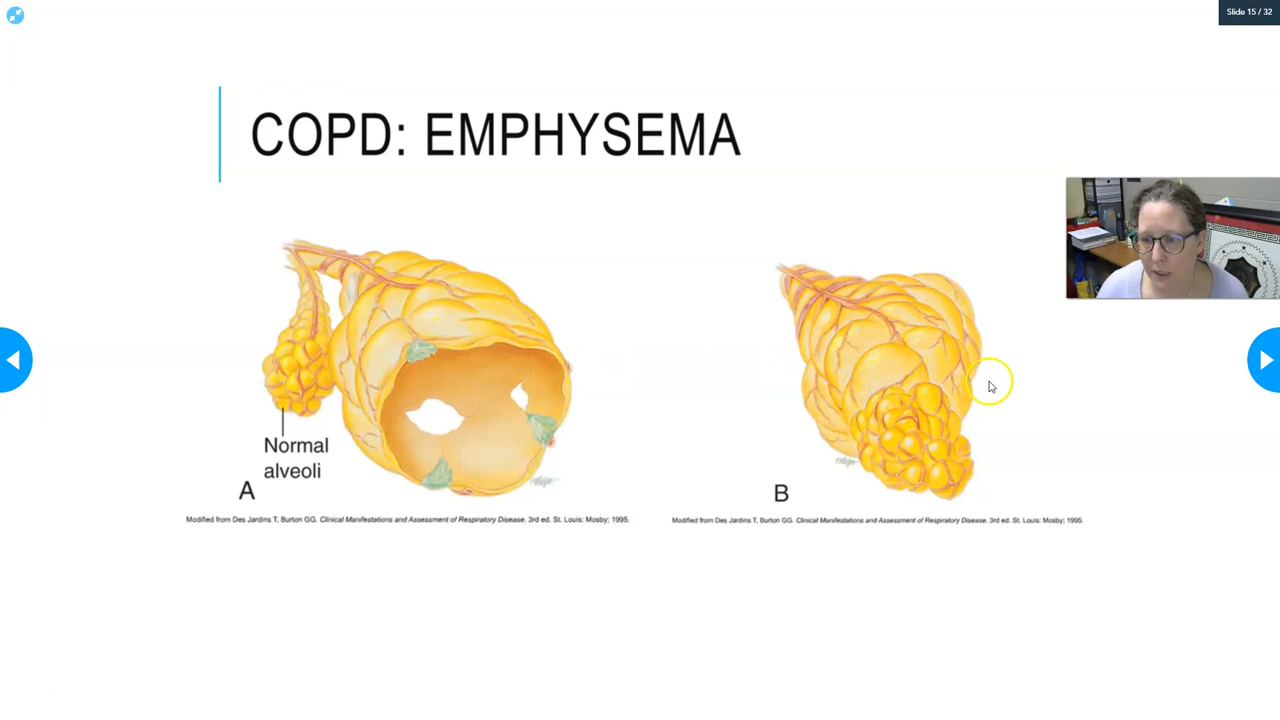 Slide 15 / 32
COPD: EMPHYSEMA
Normal
alveoli
A
B
Modified from Des Jardins T, Burton GG. Clinical Manifestations and Assessment of Respiratory Disease. 3rd ed. St. Louis: Mosby; 1995.
Modified from Des Jardins T, Burton GG. Clinical Manifestations and Assessment of Respiratory Disease. 3rd ed. St. Louis: Mosby; 1995.